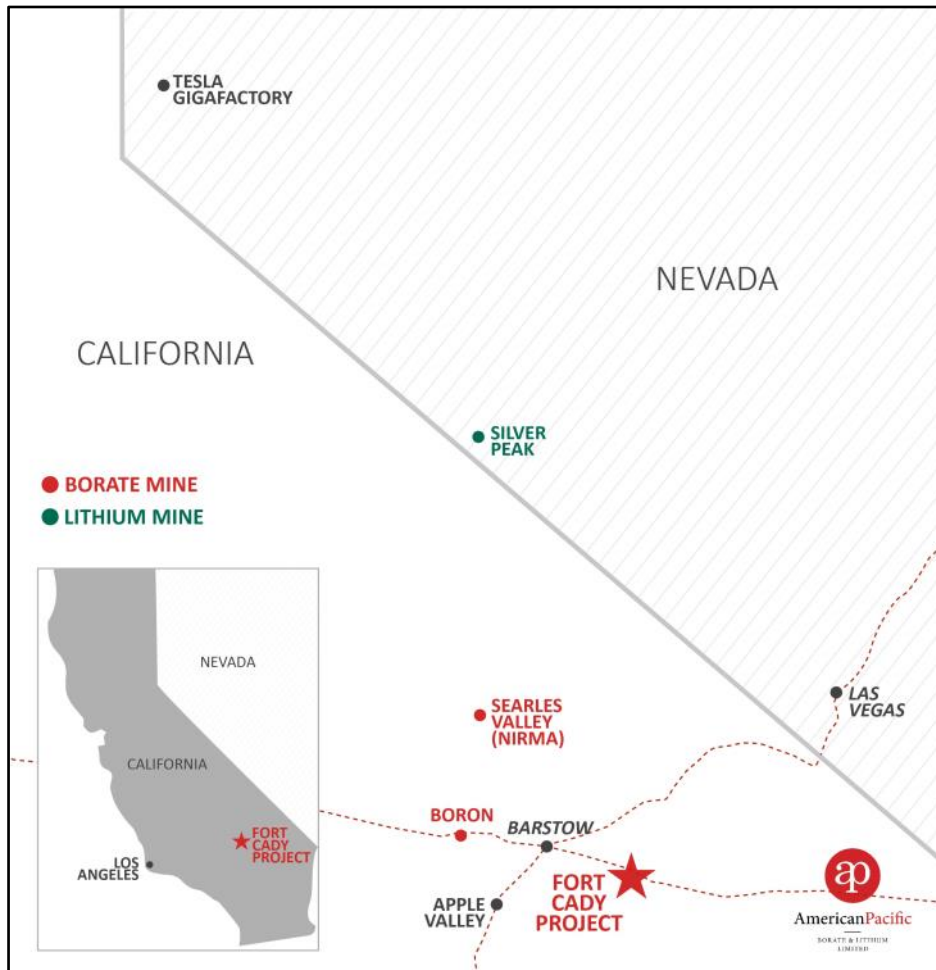 TESLA
GIGAFACTORY
NEVADA
CALIFORNIA
SILVER
PEAK
BORATE MINE
LITHIUM MINE
NEVADA
CALIFORNIA
FORT
CADY
PROJECT
LOS
ANGELES
LAS
VEGAS
SEARLES
VALLEY
(NIRMA)
BORON
BARSTOW
APPLE
VALLEY
FORT
CADY
PROJECT
ap
AmericanPacific
BORATE & LITHIUM
LIMITED